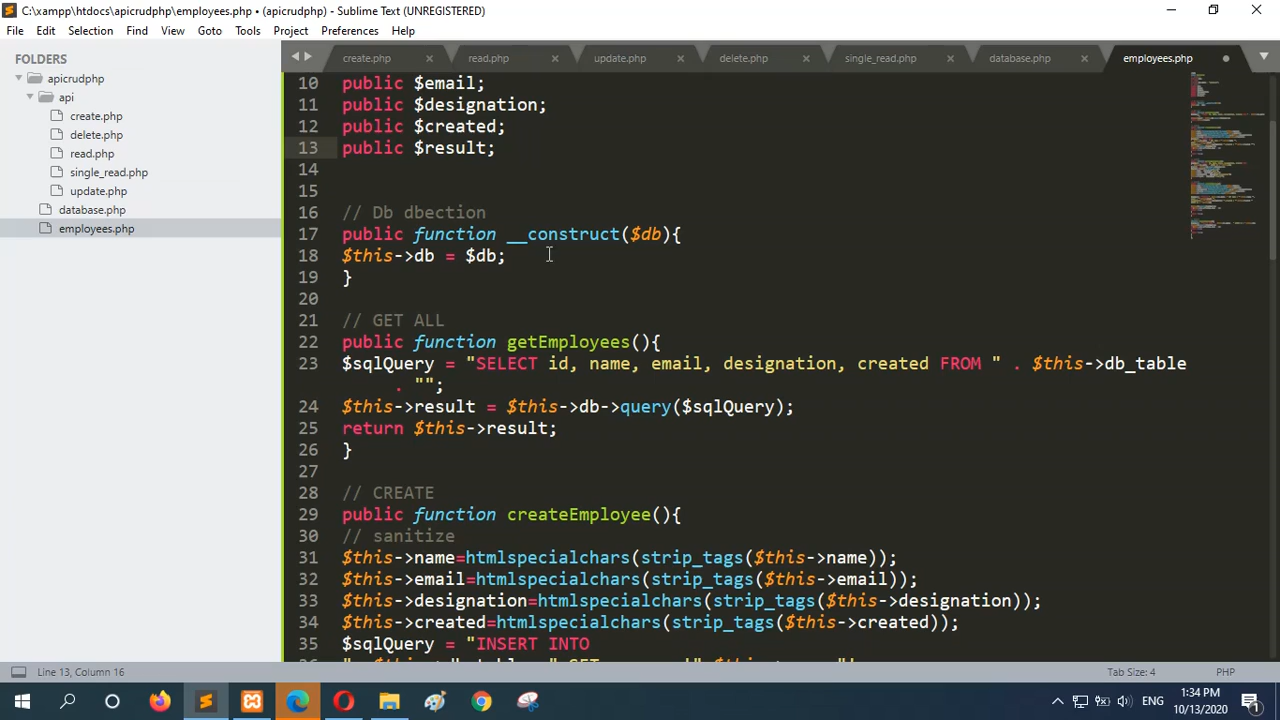 C:\xampp\htdocs\apicrudphp\employees.php • (apicrudphp) - Sublime Text (UNREGISTERED)
File Edit Selection Find View Goto Tools Project Preferences Help
FOLDERS
apicrudphp
api
create.php
delete.php
read.php
single_read.php
update.php
database.php
employees.php
create.php read.php update.php delete.php single_read.php database.php employees.php
10 public $email;
11 public $designation;
12 public $created;
13 public $result;
14
15
16 // Db dbection
17 public function __construct($db){
18 $this->db = $db;
19 }
20
21 // GET ALL
22 public function getEmployees(){
23 $sqlQuery = "SELECT id, name, email, designation, created FROM " . $this->db_table
. "";
24 $this->result = $this->db->query($sqlQuery);
25 return $this->result;
26 }
27
28 // CREATE
29 public function createEmployee(){
30 // sanitize
31 $this->name=htmlspecialchars(strip_tags($this->name));
32 $this->email=htmlspecialchars(strip_tags($this->email));
33 $this->designation=htmlspecialchars(strip_tags($this->designation));
34 $this->created=htmlspecialchars(strip_tags($this->created));
35 $sqlQuery = "INSERT INTO
Line 13, Column 16 Tab Size: 4 PHP
ENG 1:34 PM
10/13/2020